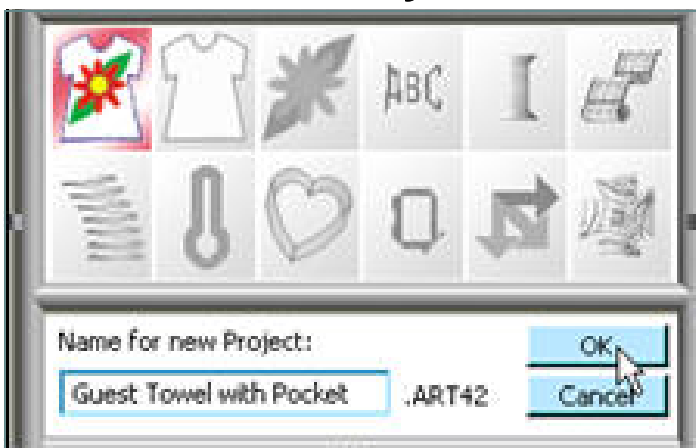 ABC
Name for new Project:
OK
Guest Towel with Pocket .ART42
Cancel